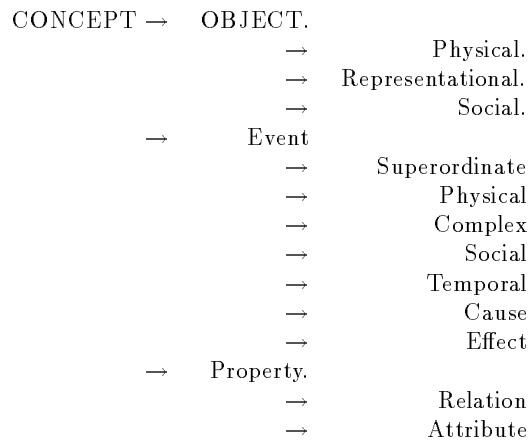 CONCEPT → OBJECT.
→ Physical.
→ Representational.
→ Social.
→ Event
→ Superordinate
→ Physical
→ Complex
→ Social
→ Temporal
→ Cause
→ Effect
→ Property.
→ Relation
→ Attribute